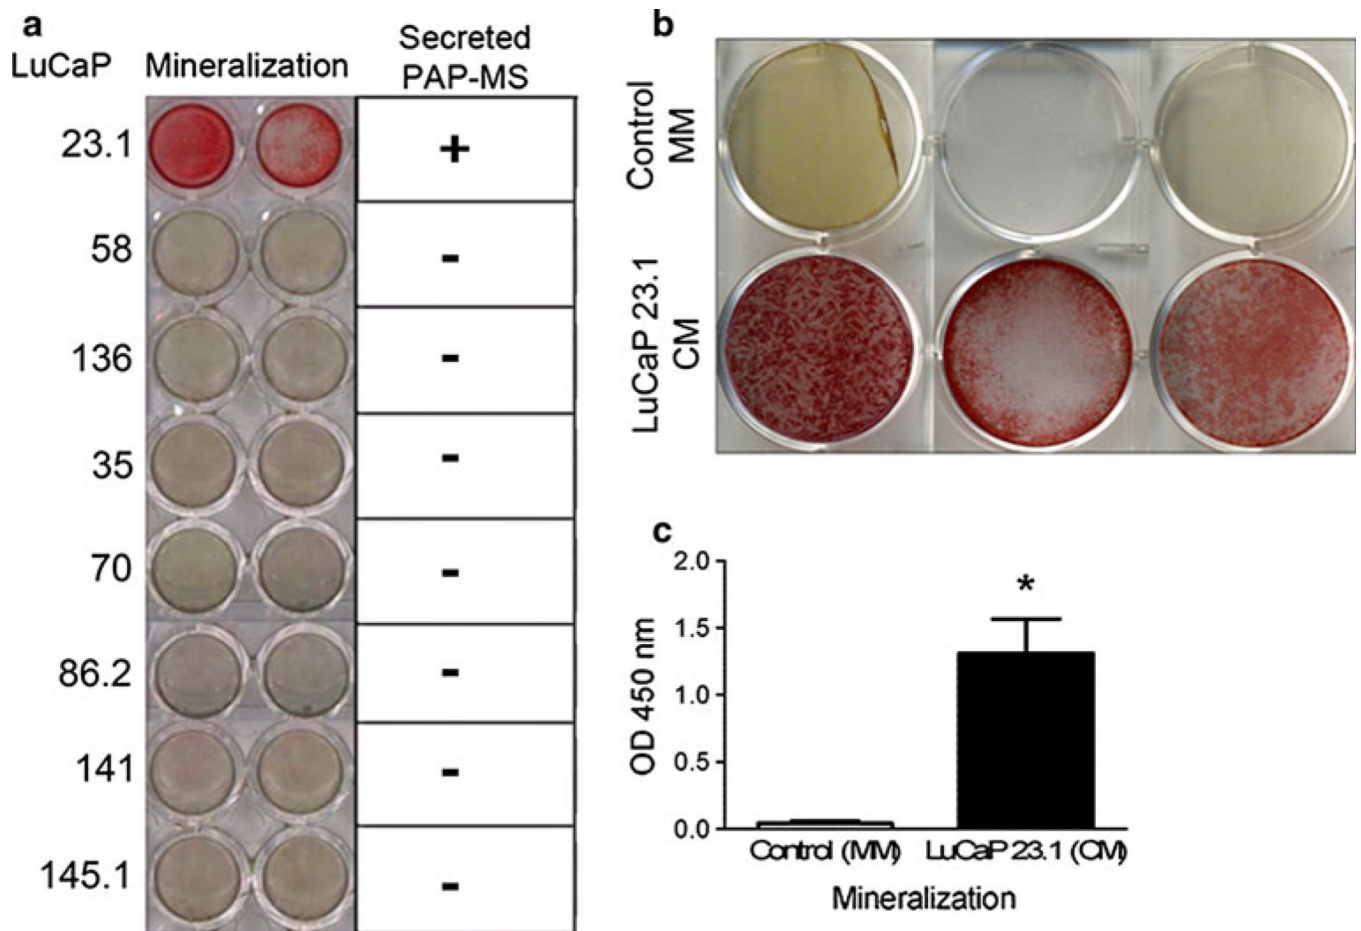 a
LuCaP
Mineralization
Secreted
PAP-MS
23.1
+
58
-
136
-
35
-
70
-
86.2
-
141
-
145.1
-
b
Control
MM
LuCaP 23.1
CM
c
2.0
1.5
1.0
0.5
0.0
OD 450 nm
*
Control (MM)
LuCaP 23.1 (CM)
Mineralization